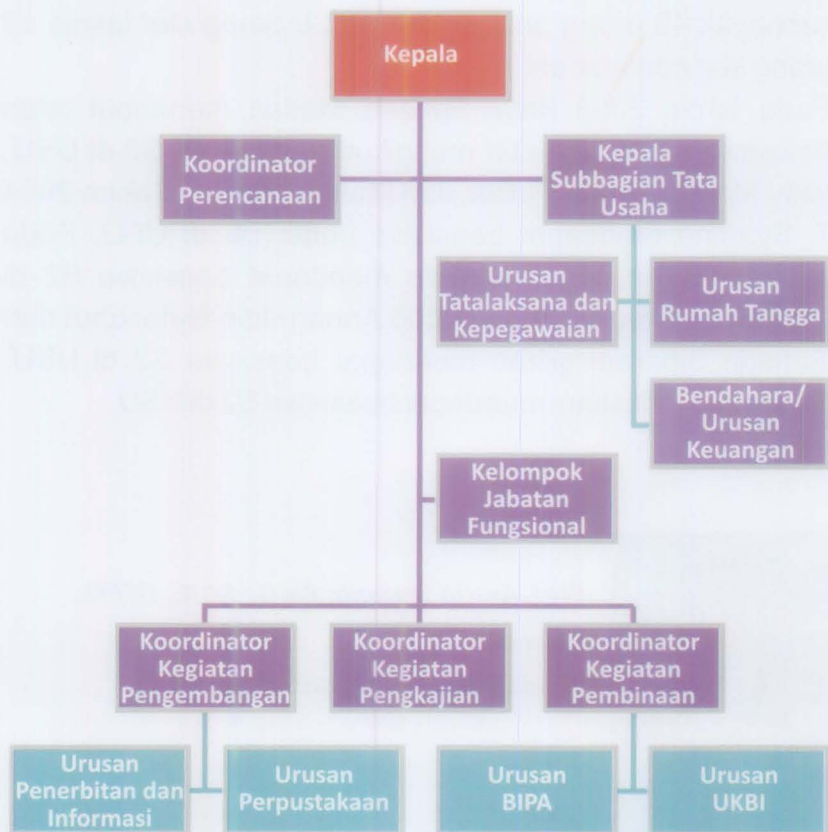 Kepala
Koordinator
Perencanaan
Kepala
Subbagian Tata
Usaha
Urusan
Tatalaksana dan
Kepegawaian
Urusan
Rumah Tangga
Bendahara/
Urusan
Keuangan
Kelompok
Jabatan
Fungsional
Koordinator
Kegiatan
Pengembangan
Koordinator
Kegiatan
Pengkajian
Koordinator
Kegiatan
Pembinaan
Urusan
Penerbitan dan
Informasi
Urusan
Perpustakaan
Urusan
BIPA
Urusan
UKBI